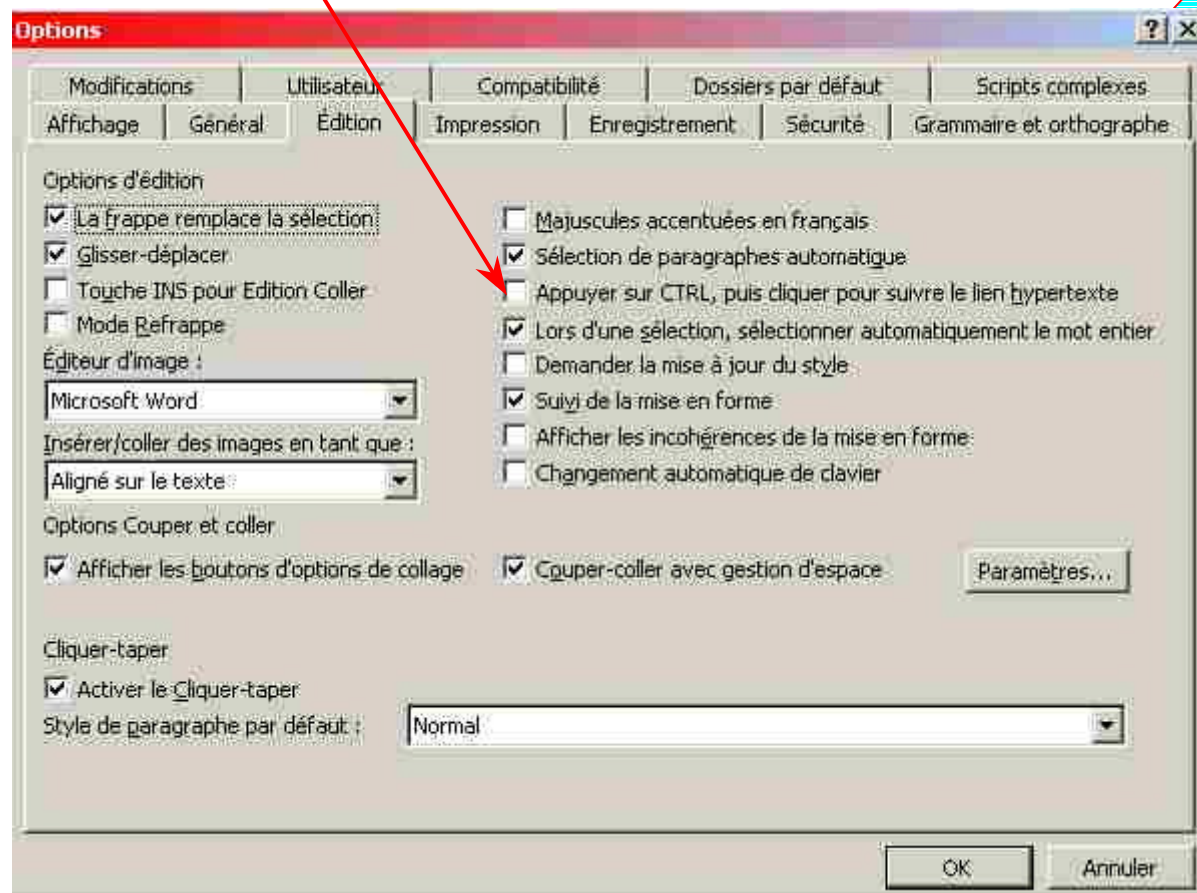 Options
Modifications Utilisateur Compatibilité Dossiers par défaut Scripts complexes
Affichage Général Édition Impression Enregistrement Sécurité Grammaire et orthographe
Options d'édition
La frappe remplace la sélection
Glisser-déplacer
Touche INS pour Edition Coller
Mode Refrappe
Éditeur d'image :
Microsoft Word
Insérer/coller des images en tant que :
Aligné sur le texte
Majuscules accentuées en français
Sélection de paragraphes automatique
Appuyer sur CTRL, puis cliquer pour suivre le lien hypertexte
Lors d'une sélection, sélectionner automatiquement le mot entier
Demander la mise à jour du style
Suivi de la mise en forme
Afficher les incohérences de la mise en forme
Changement automatique de clavier
Options Couper et coller
Afficher les boutons d'options de collage Couper-coller avec gestion d'espace Paramètres...
Cliquer-taper
Activer le Cliquer-taper
Style de paragraphe par défaut : Normal
OK Annuler